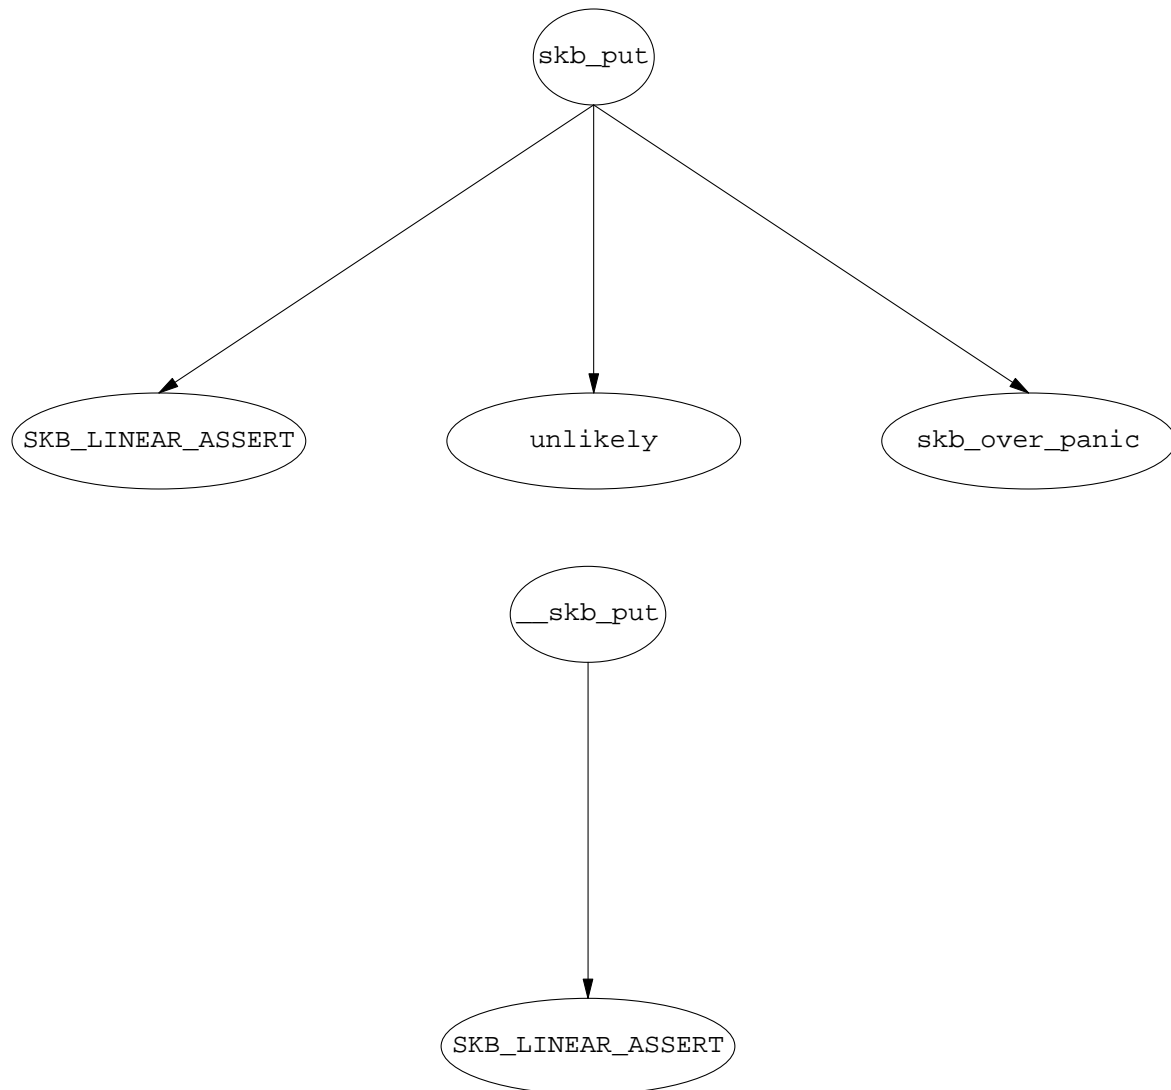 skb_put
SKB_LINEAR_ASSERT
unlikely
skb_over_panic
__skb_put
SKB_LINEAR_ASSERT